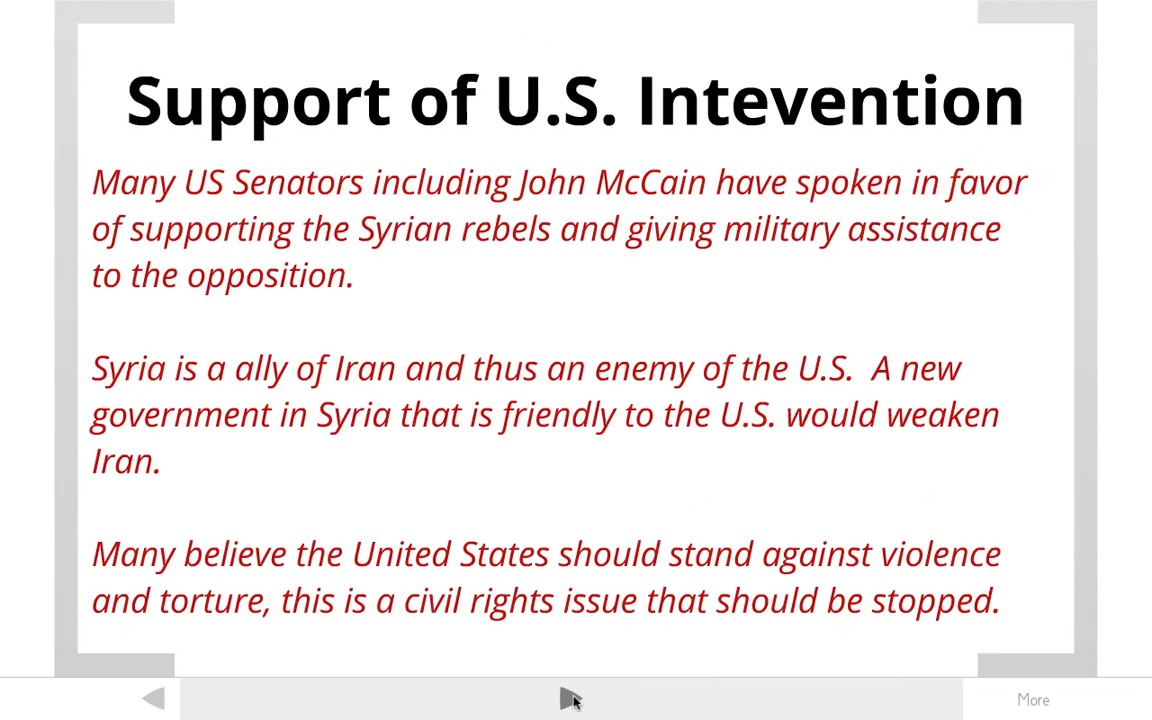 Support of U.S. Intevention
Many US Senators including John McCain have spoken in favor
of supporting the Syrian rebels and giving military assistance
to the opposition.
Syria is a ally of Iran and thus an enemy of the U.S.  A new
government in Syria that is friendly to the U.S. would weaken
Iran.
Many believe the United States should stand against violence
and torture, this is a civil rights issue that should be stopped.
More